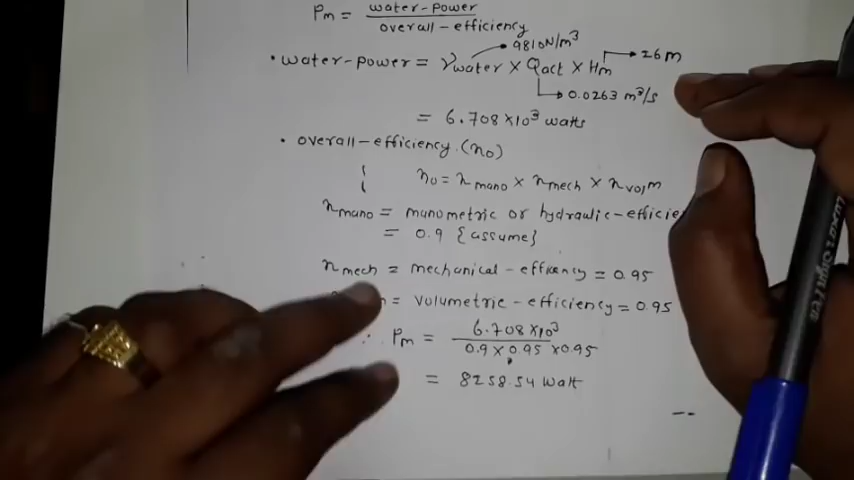 Pm = water-power / overall-efficiency
• water-power = γwater × Qact × Hm
9810N/m³
26 m
0.0263 m³/s
= 6.708×10³ watts
• overall-efficiency. (ηo)
ηo = ηmano × ηmech × ηvolm
ηmano = manometric or hydraulic-efficie
= 0.9 {assume}
ηmech = mechanical-efficency = 0.95
= volumetric-efficiency = 0.95
∴ Pm = 6.708×10³ / 0.9×0.95×0.95
= 8258.54 watt